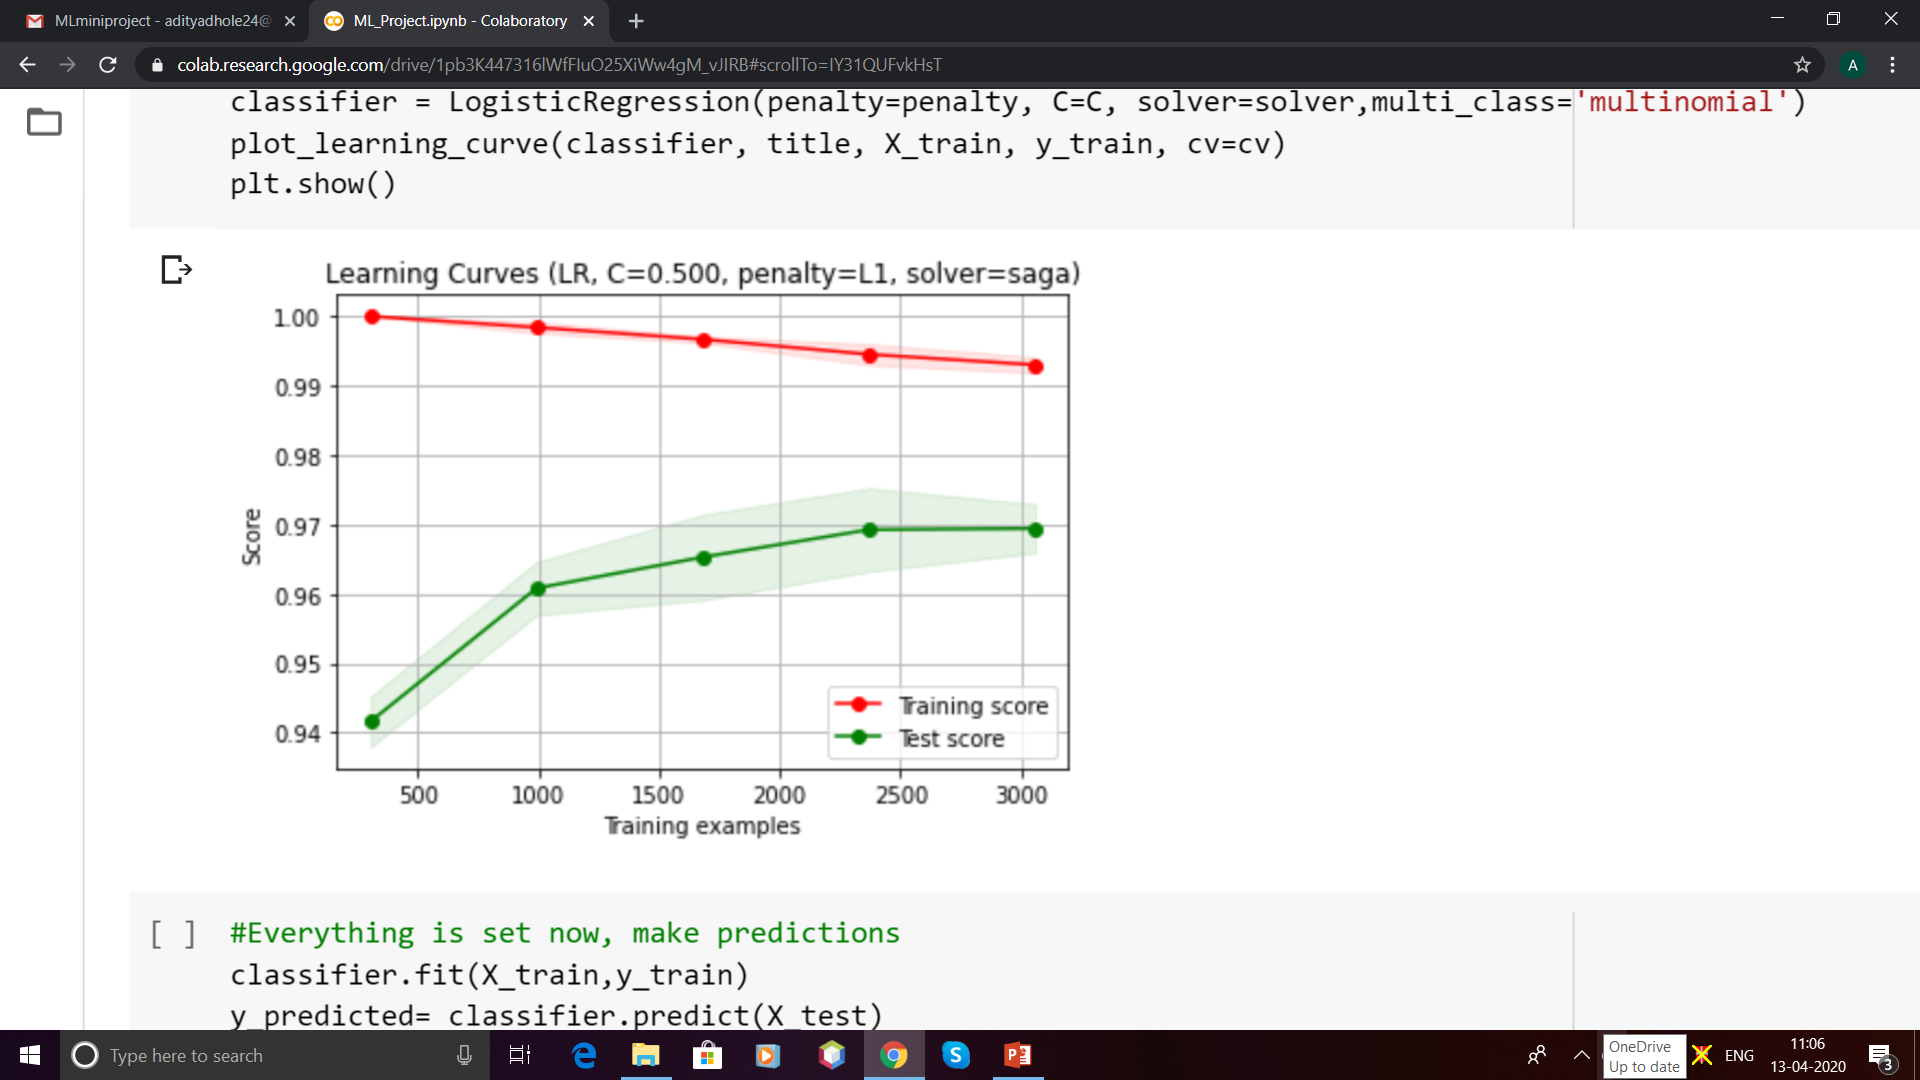 MLminiproject - adityadhole24@
ML_Project.ipynb - Colaboratory
colab.research.google.com/drive/1pb3K447316lWfFIuO25XiWw4gM_vJIRB#scrollTo=IY31QUFvkHsT
A
classifier = LogisticRegression(penalty=penalty, C=C, solver=solver,multi_class='multinomial')
plot_learning_curve(classifier, title, X_train, y_train, cv=cv)
plt.show()
Learning Curves (LR, C=0.500, penalty=L1, solver=saga)
1.00
0.99
0.98
0.97
0.96
0.95
0.94
Score
Training score
Test score
500 1000 1500 2000 2500 3000
Training examples
[ ] #Everything is set now, make predictions
classifier.fit(X_train,y_train)
y_predicted= classifier.predict(X_test)
Type here to search
OneDrive
Up to date
ENG
11:06
13-04-2020
3